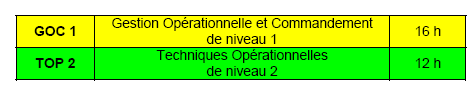 GOC 1 Gestion Opérationnelle et Commandement de niveau 1 16 h
TOP 2 Techniques Opérationnelles de niveau 2 12 h